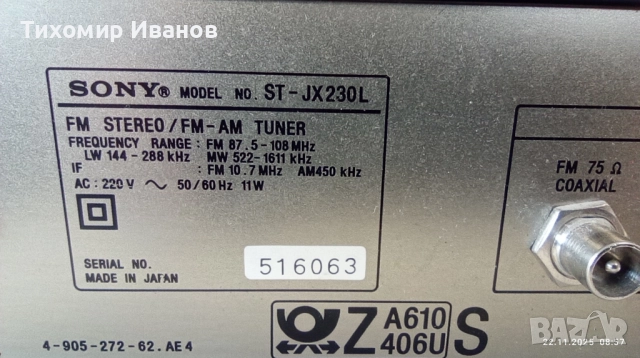 Тихомир Иванов
SONY® MODEL NO. ST-JX230L
FM STEREO/FM-AM TUNER
FREQUENCY RANGE : FM 87.5-108 MHz
LW 144-288 kHz MW 522-1611 kHz
IF : FM 10.7 MHz AM450 kHz
AC : 220 V ~ 50/60 Hz 11W
SERIAL NO. 516063
MADE IN JAPAN
FM 75 Ω
COAXIAL
Z A610 406U S
4-905-272-62. AE4
22.11.2025 08:37
bazar